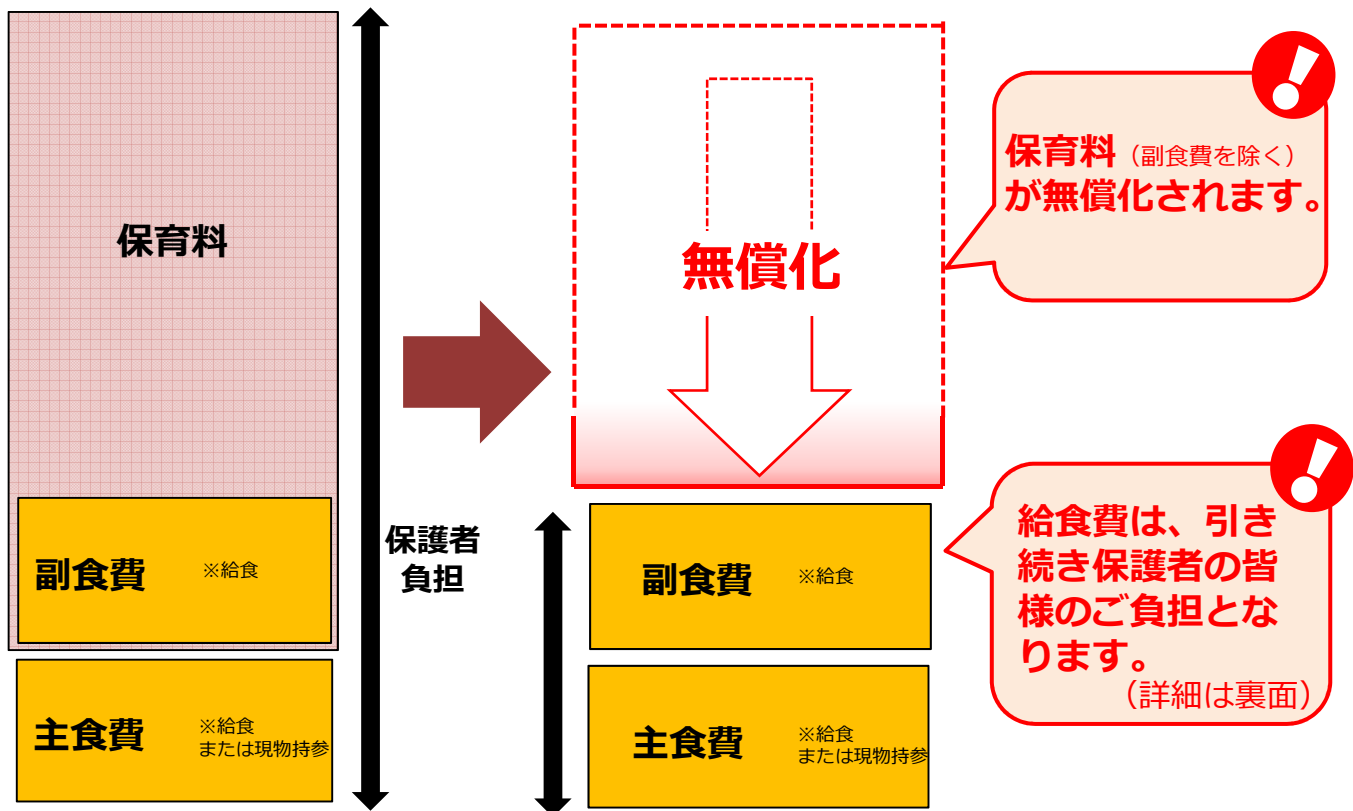 保育料
副食費 ※給食
主食費 ※給食
または現物持参
保護者
負担
無償化
副食費 ※給食
主食費 ※給食
または現物持参
保育料（副食費を除く）
が無償化されます。
給食費は、引き
続き保護者の皆
様のご負担とな
ります。
（詳細は裏面）